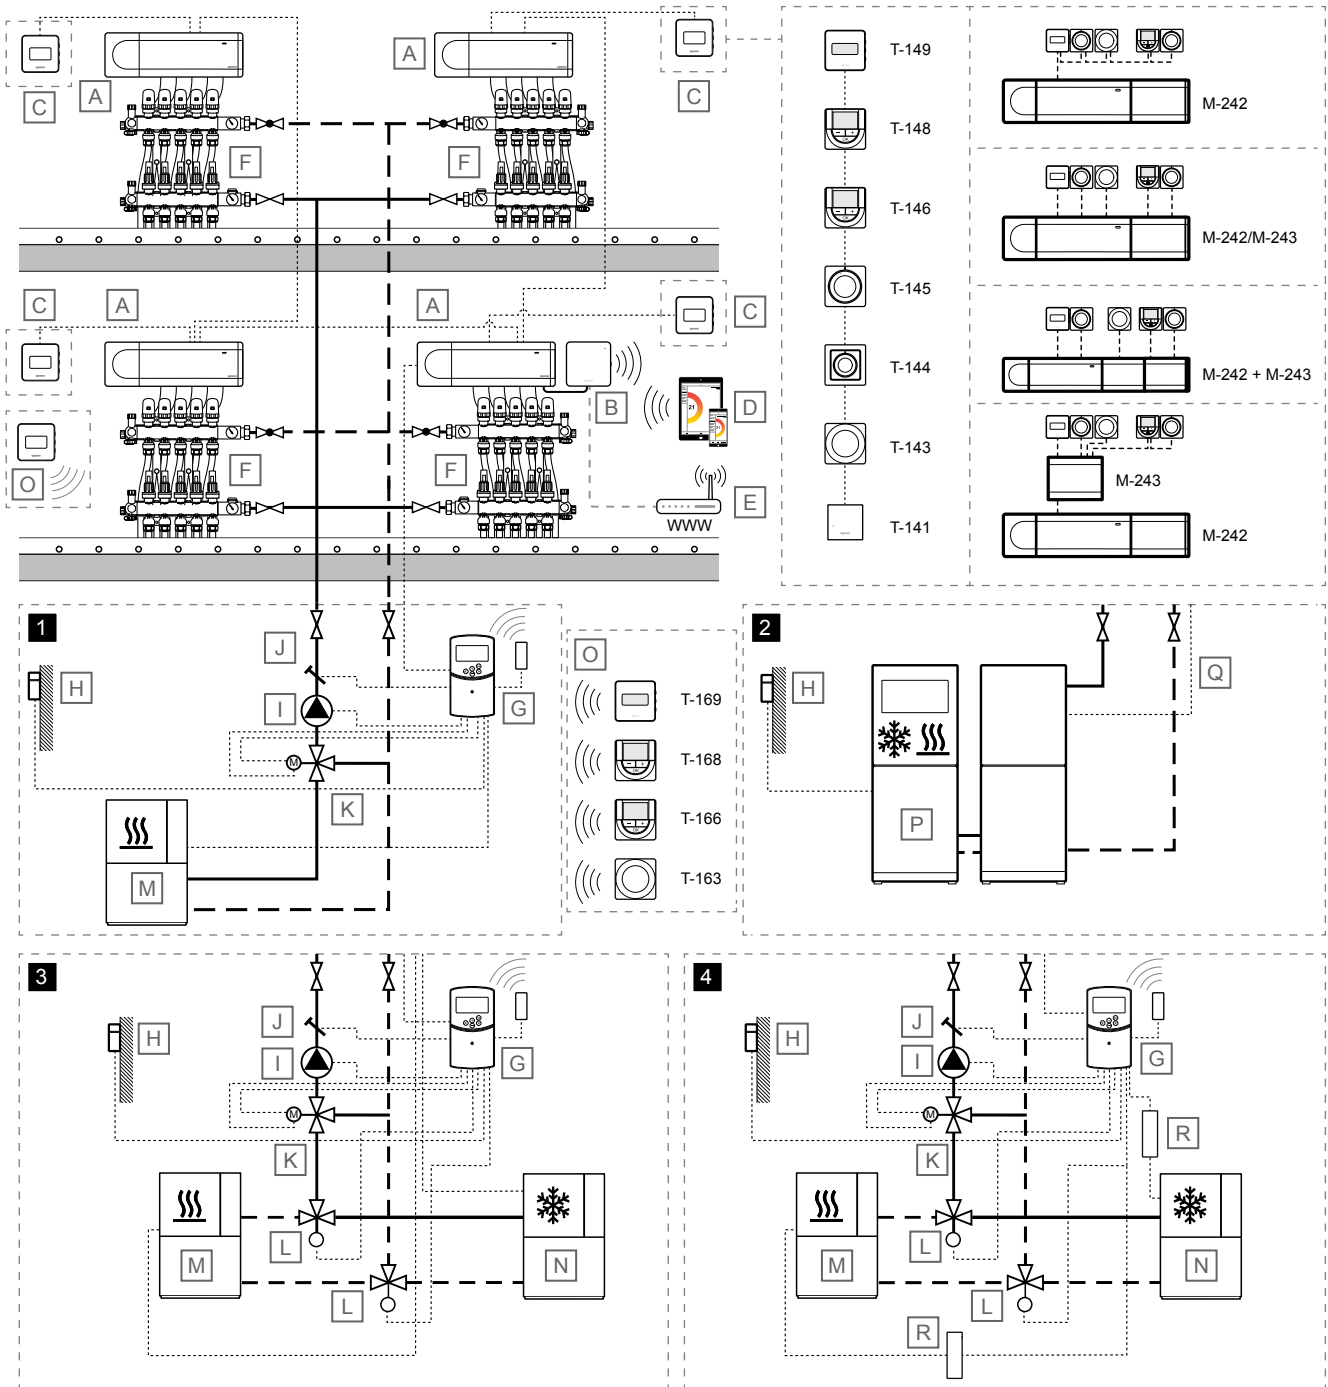 A
C
A
C
F
F
C
A
A
C
B
D
O
F
F
E
WWW
21
T-149
T-148
T-146
T-145
T-144
T-143
T-141
M-242
M-242/M-243
M-242 + M-243
M-243
M-242
1
J
H
I
G
M
K
M
O
T-169
T-168
T-166
T-163
2
H
Q
P
3
J
H
I
G
M
K
M
L
N
L
4
J
H
I
G
M
R
K
M
L
N
L
R